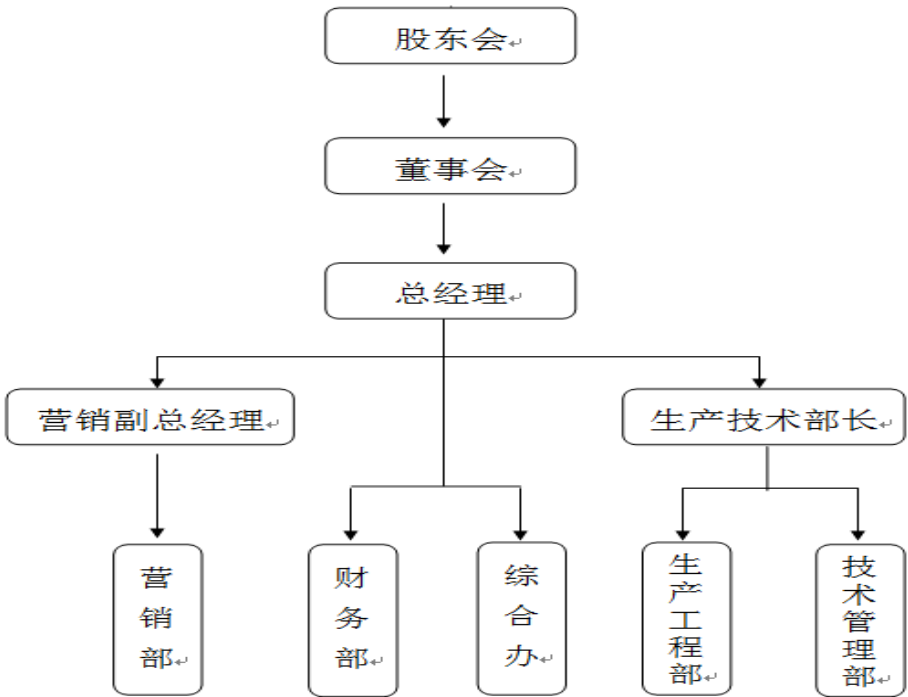 股东会
董事会
总经理
营销副总经理
生产技术部长
营销部
财务部
综合办
生产工程部
技术管理部